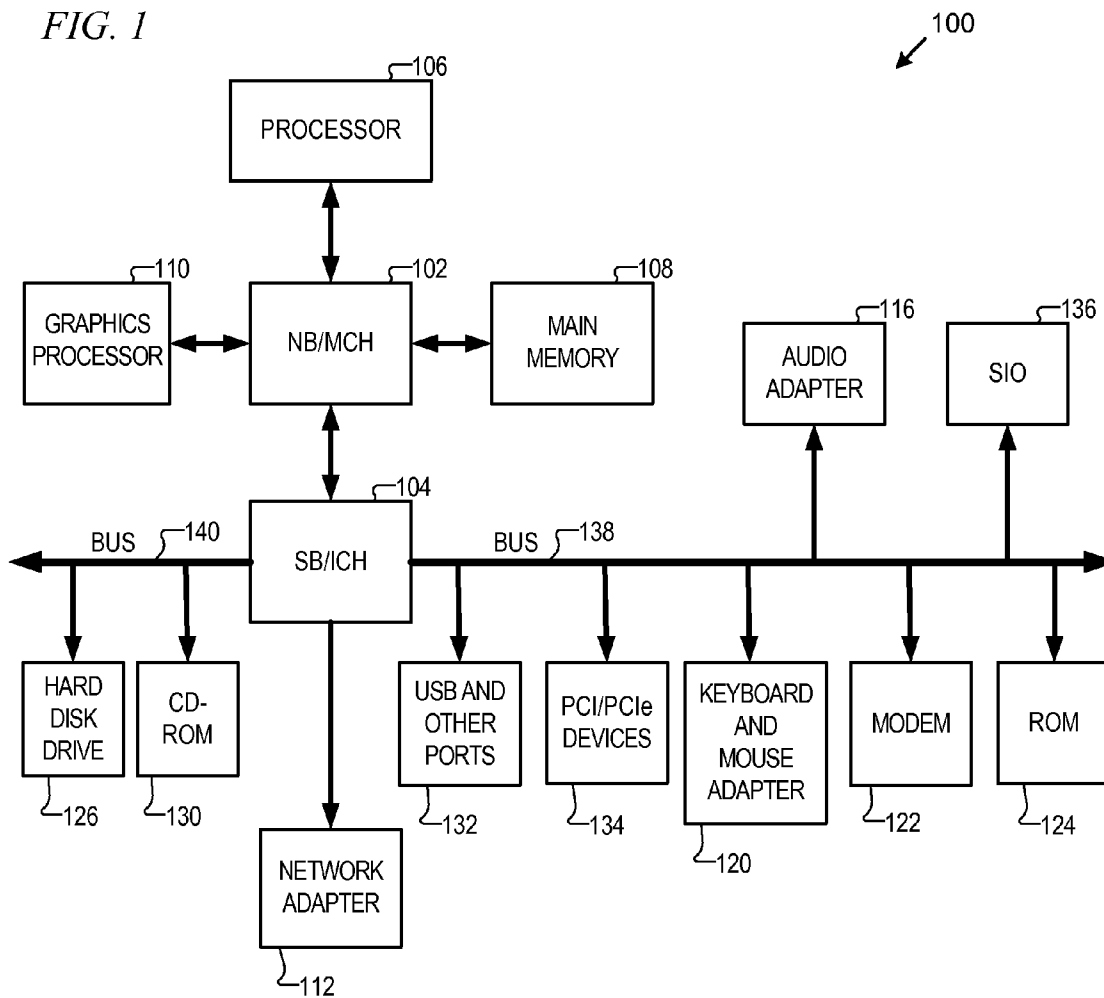 FIG. 1
100
106
PROCESSOR
110
102
108
GRAPHICS
PROCESSOR
NB/MCH
MAIN
MEMORY
116
136
AUDIO
ADAPTER
SIO
104
BUS
140
SB/ICH
BUS
138
HARD
DISK
DRIVE
CD-
ROM
USB AND
OTHER
PORTS
PCI/PCIe
DEVICES
KEYBOARD
AND
MOUSE
ADAPTER
MODEM
ROM
126
130
132
134
120
122
124
NETWORK
ADAPTER
112